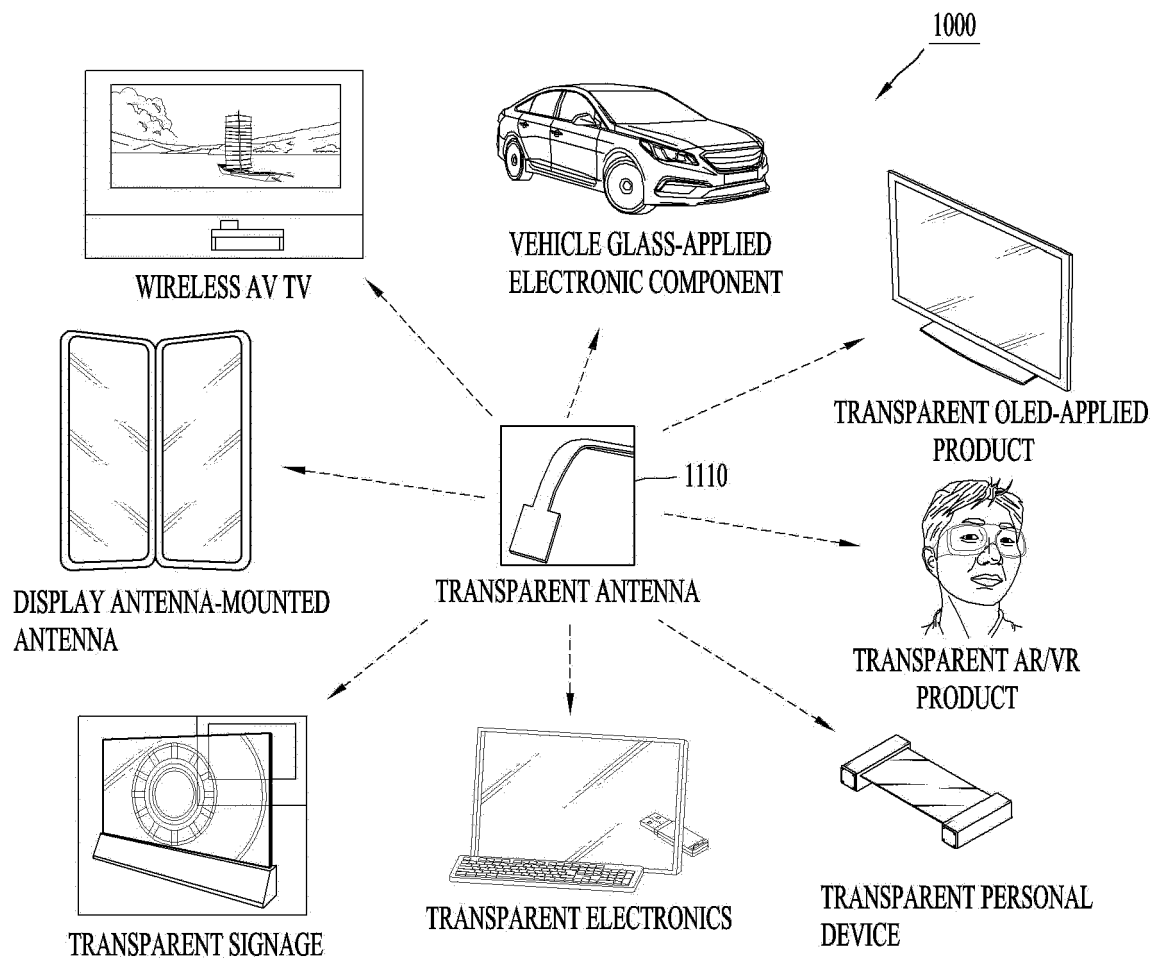 1000
WIRELESS AV TV
VEHICLE GLASS-APPLIED
ELECTRONIC COMPONENT
TRANSPARENT OLED-APPLIED
PRODUCT
1110
TRANSPARENT ANTENNA
DISPLAY ANTENNA-MOUNTED
ANTENNA
TRANSPARENT AR/VR
PRODUCT
TRANSPARENT SIGNAGE
TRANSPARENT ELECTRONICS
TRANSPARENT PERSONAL
DEVICE